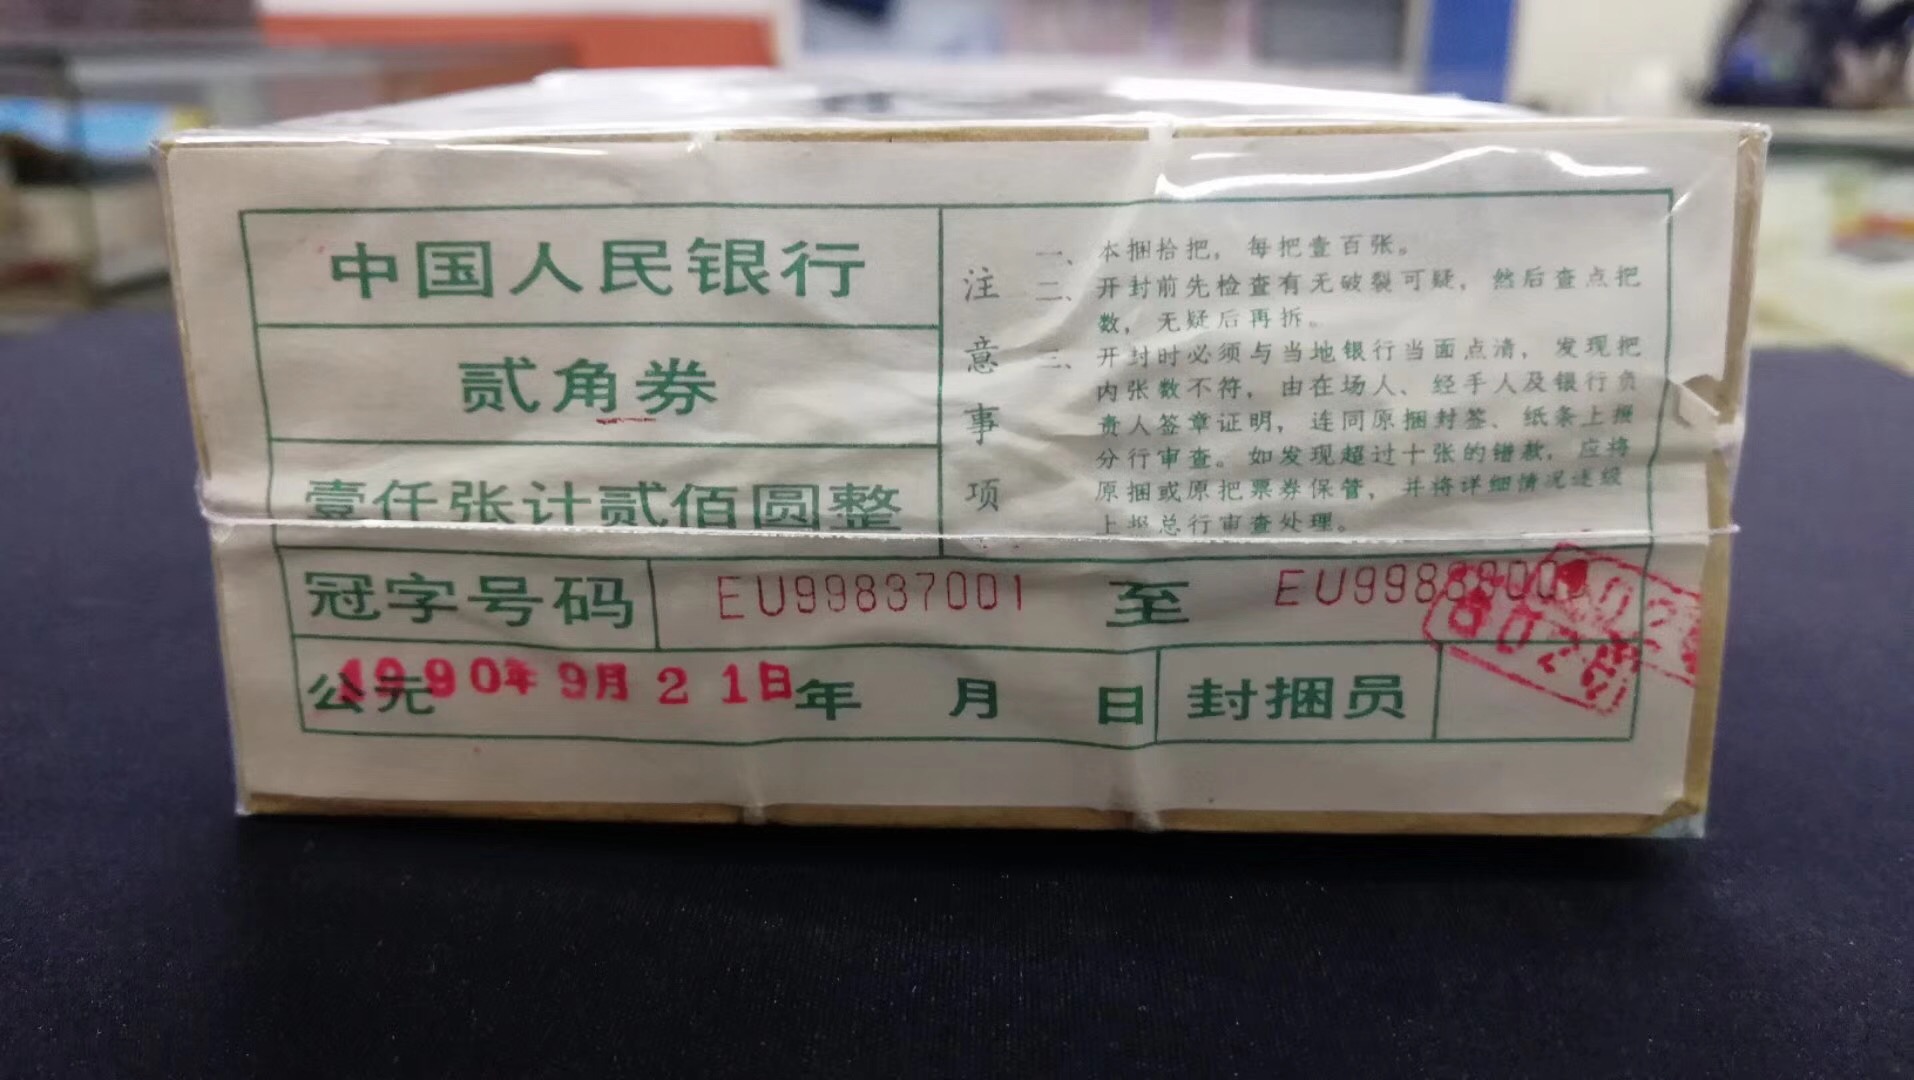 中国人民银行
贰角券
壹仟张计贰佰圆整
注意事项
一、本捆拾把，每把壹百张。
二、开封前先检查有无破裂可疑，然后查点把
数，无疑后再拆。
三、开封时必须与当地银行当面点清，发现把
内张数不符，由在场人、经手人及银行负
责人签章证明，连同原捆封签、纸条上报
分行审查。如发现超过十张的错款，应将
原捆或原把票券保管，并将详细情况逐级
上报总行审查处理。
冠字号码 EU99837001 至
公元 年 月 日 封捆员
1990年9月21日